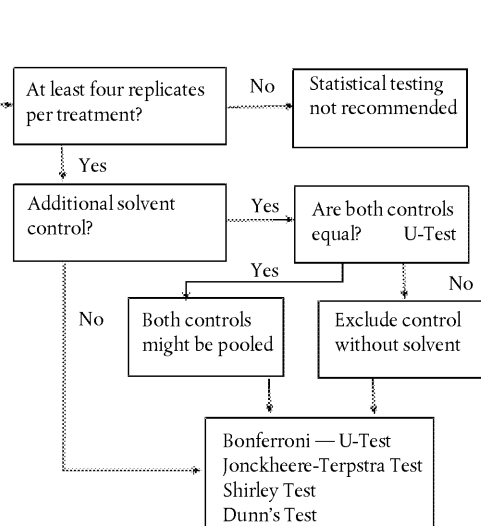 At least four replicates
per treatment?
No
Statistical testing
not recommended
Yes
Additional solvent
control?
Yes
Are both controls
equal? U-Test
Yes
No
No
Both controls
might be pooled
Exclude control
without solvent
Bonferroni — U-Test
Jonckheere-Terpstra Test
Shirley Test
Dunn's Test